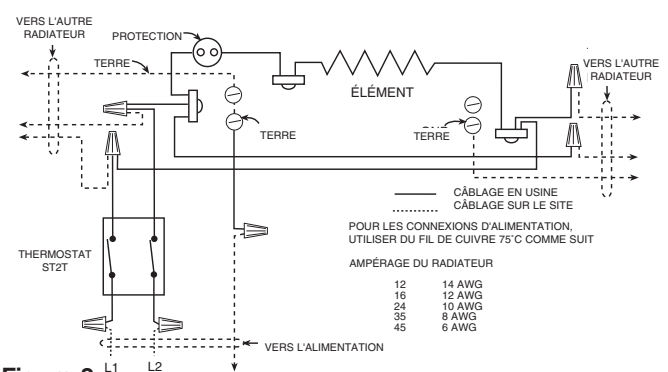 VERS L'AUTRE
RADIATEUR
PROTECTION
TERRE
ÉLÉMENT
VERS L'AUTRE
RADIATEUR
TERRE
TERRE
CÂBLAGE EN USINE
CÂBLAGE SUR LE SITE
POUR LES CONNEXIONS D'ALIMENTATION,
UTILISER DU FIL DE CUIVRE 75˚C COMME SUIT
THERMOSTAT
ST2T
AMPÉRAGE DU RADIATEUR
12 14 AWG
16 12 AWG
24 10 AWG
35 8 AWG
45 6 AWG
VERS L'ALIMENTATION
L1 L2